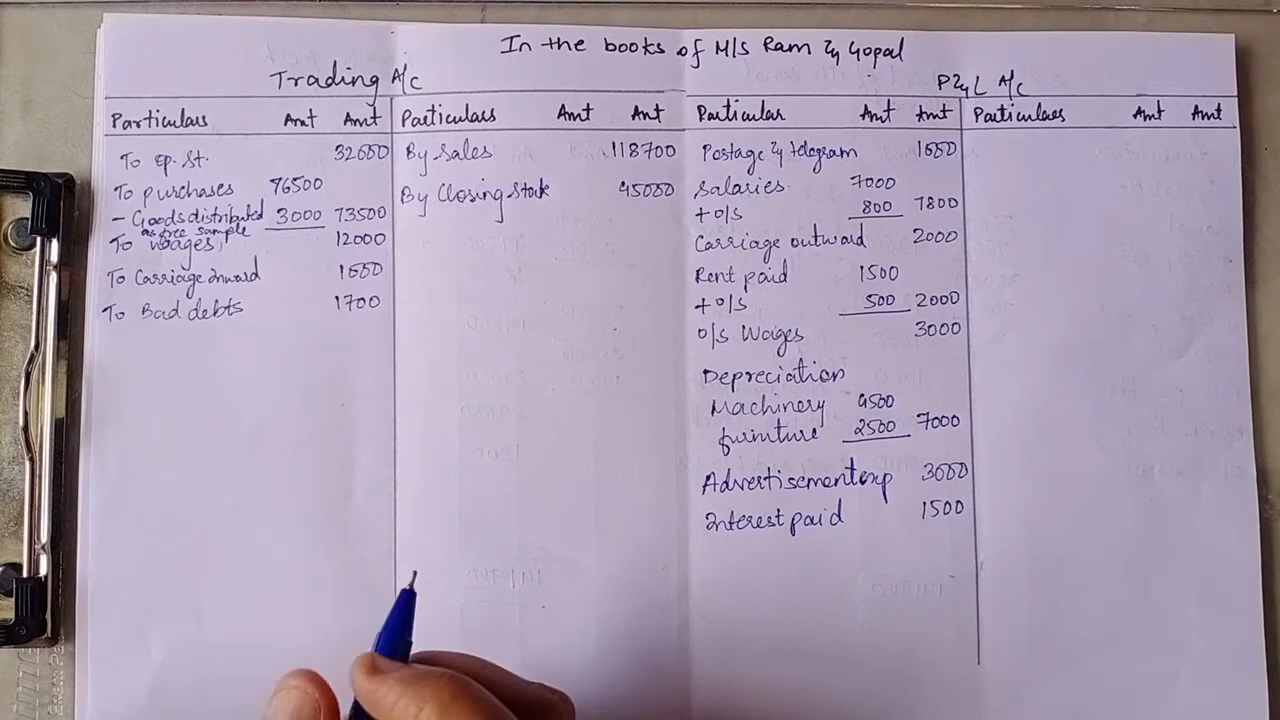 In the books of M/S Ram & Gopal
Trading A/c
Particulars Amt Amt Particulars Amt Amt
To op. St. 32000 By Sales 118700
To purchases 76500 By Closing Stock 45000
- Goods distributed 3000 73500
as free sample
To wages, 12000
To Carriage Inward 1600
To Bad debts 1700
P & L A/c
Particular Amt Amt Particulars Amt Amt
Postage & telegram 1600
Salaries. 7000
+ O/S 800 7800
Carriage outward 2000
Rent paid 1500
+ O/S 500 2000
O/S Wages 3000
Depreciation
Machinery 4500
furniture 2500 7000
Advertisement exp 3000
Interest paid 1500